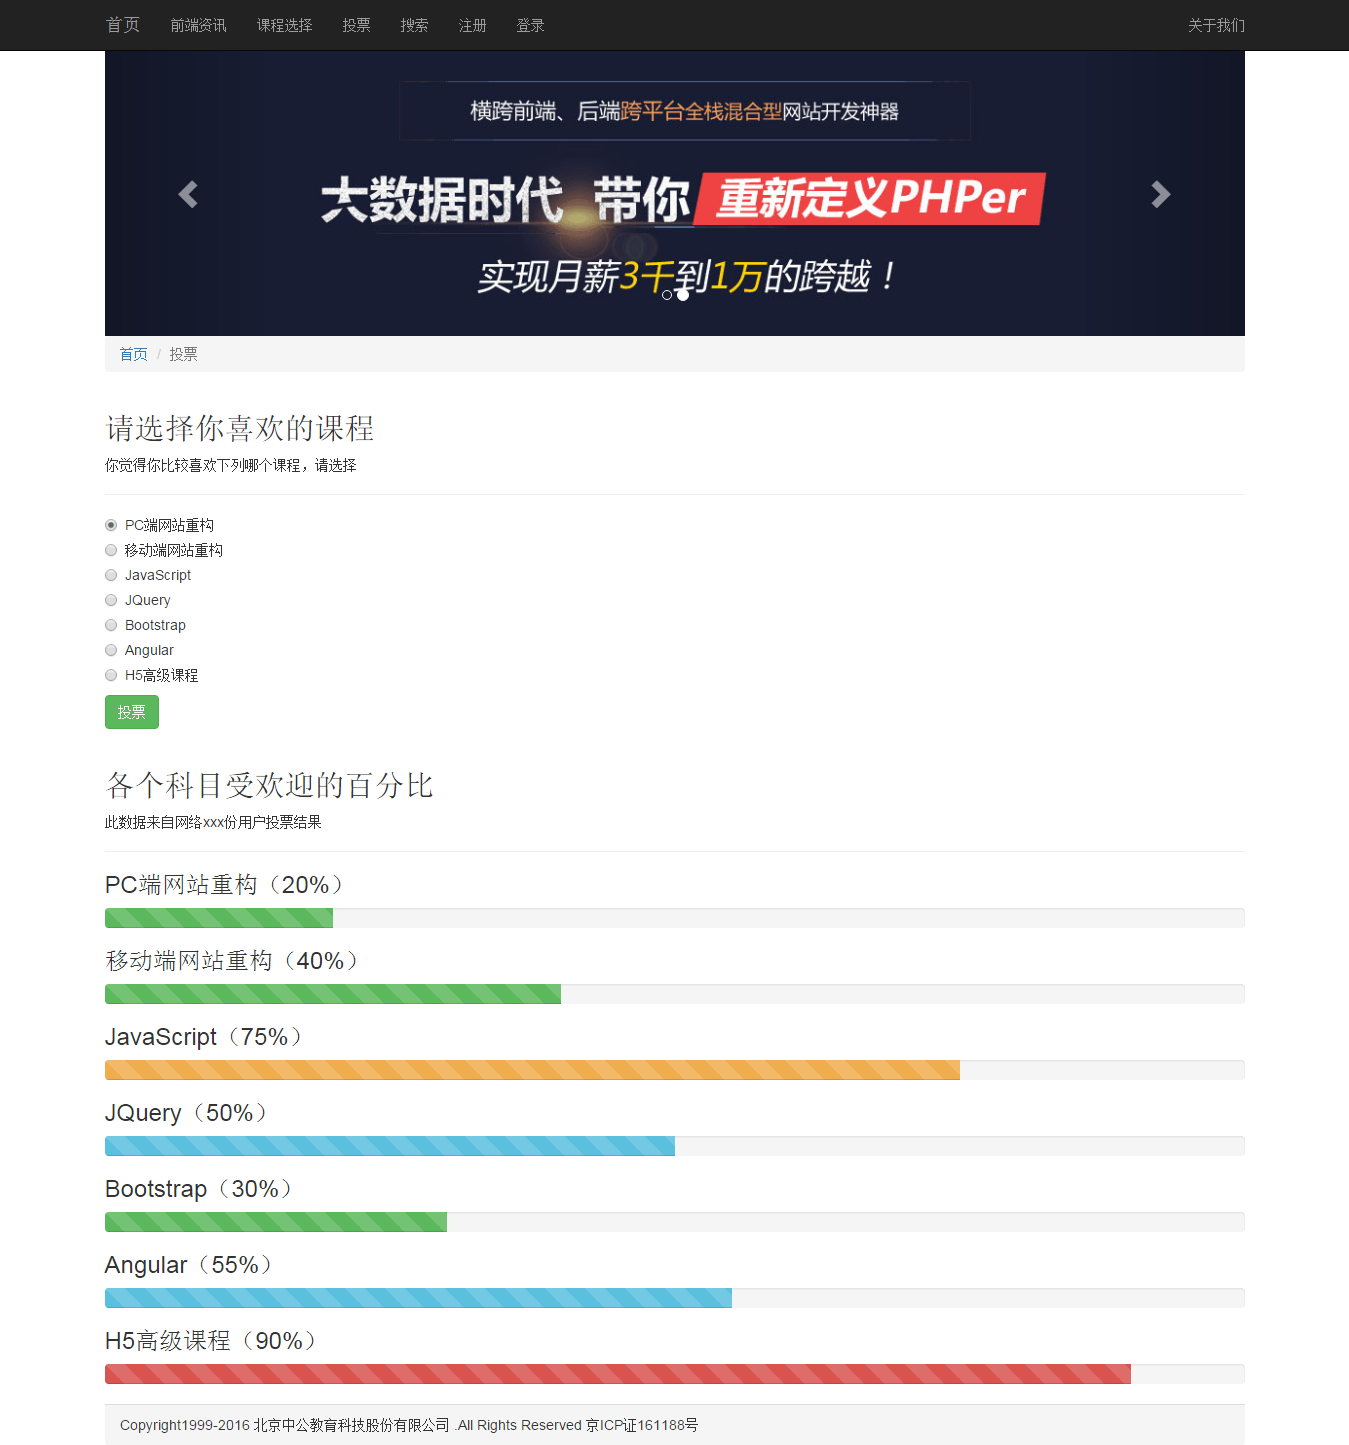 首页 前端资讯 课程选择 投票 搜索 注册 登录 关于我们
横跨前端、后端跨平台全栈混合型网站开发神器
大数据时代 带你 重新定义PHPer
实现月薪3千到1万的跨越！
首页 / 投票
请选择你喜欢的课程
你觉得你比较喜欢下列哪个课程，请选择
PC端网站重构
移动端网站重构
JavaScript
JQuery
Bootstrap
Angular
H5高级课程
投票
各个科目受欢迎的百分比
此数据来自网络xxx份用户投票结果
PC端网站重构（20%）
移动端网站重构（40%）
JavaScript（75%）
JQuery（50%）
Bootstrap（30%）
Angular（55%）
H5高级课程（90%）
Copyright1999-2016 北京中公教育科技股份有限公司 .All Rights Reserved 京ICP证161188号